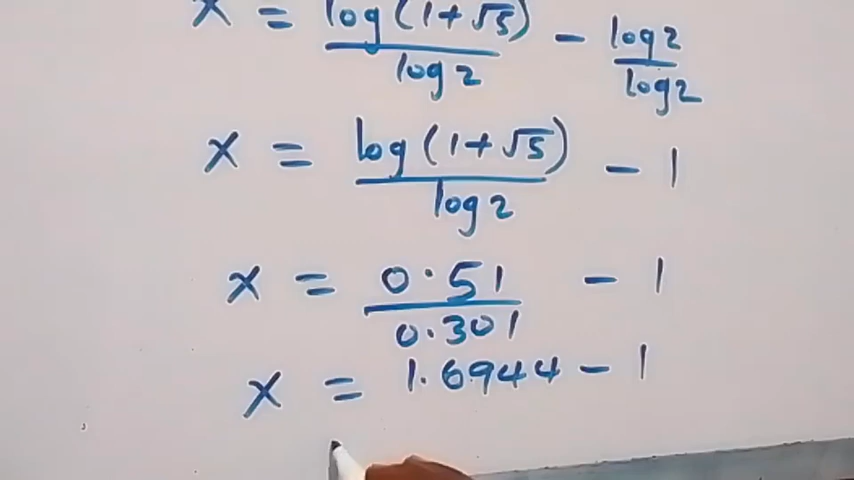 x = log(1+√5)/log2 - log2/log2
x = log(1+√5)/log2 - 1
x = 0.51/0.301 - 1
x = 1.6944 - 1